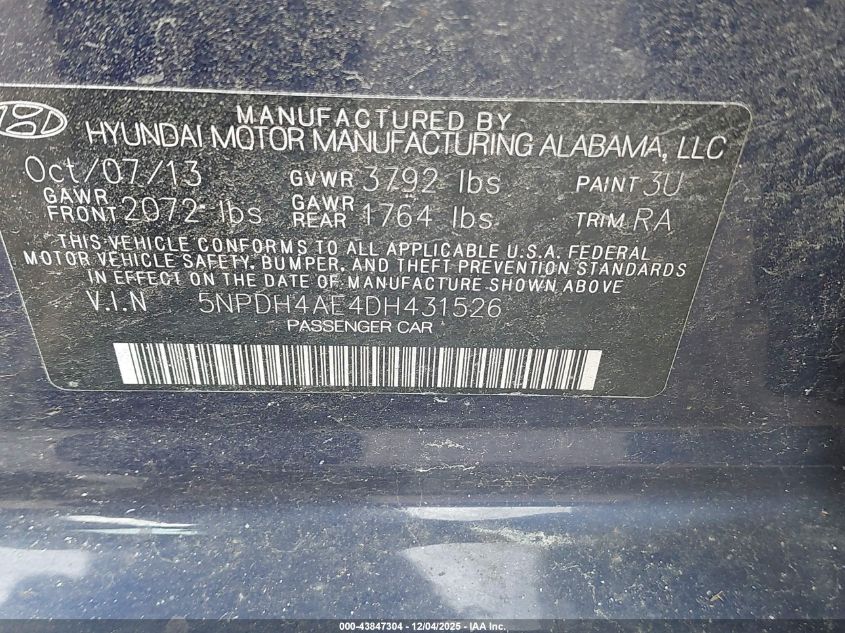 MANUFACTURED BY
HYUNDAI MOTOR MANUFACTURING ALABAMA, LLC
Oct/07/13 GVWR 3792 lbs PAINT 3U
GAWR FRONT 2072 lbs GAWR REAR 1764 lbs TRIM RA
THIS VEHICLE CONFORMS TO ALL APPLICABLE U.S.A. FEDERAL
MOTOR VEHICLE SAFETY, BUMPER, AND THEFT PREVENTION STANDARDS
IN EFFECT ON THE DATE OF MANUFACTURE SHOWN ABOVE
V.I.N 5NPDH4AE4DH431526
PASSENGER CAR
000-43847304 - 12/04/2025 - IAA Inc.